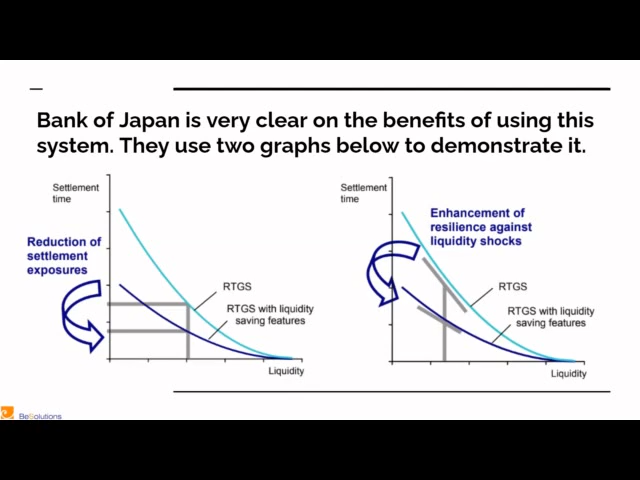 Bank of Japan is very clear on the benefits of using this
system. They use two graphs below to demonstrate it.
Settlement
time
Reduction of
settlement
exposures
RTGS
RTGS with liquidity
saving features
Liquidity
Settlement
time
Enhancement of
resilience against
liquidity shocks
RTGS
RTGS with liquidity
saving features
Liquidity
BeSolutions